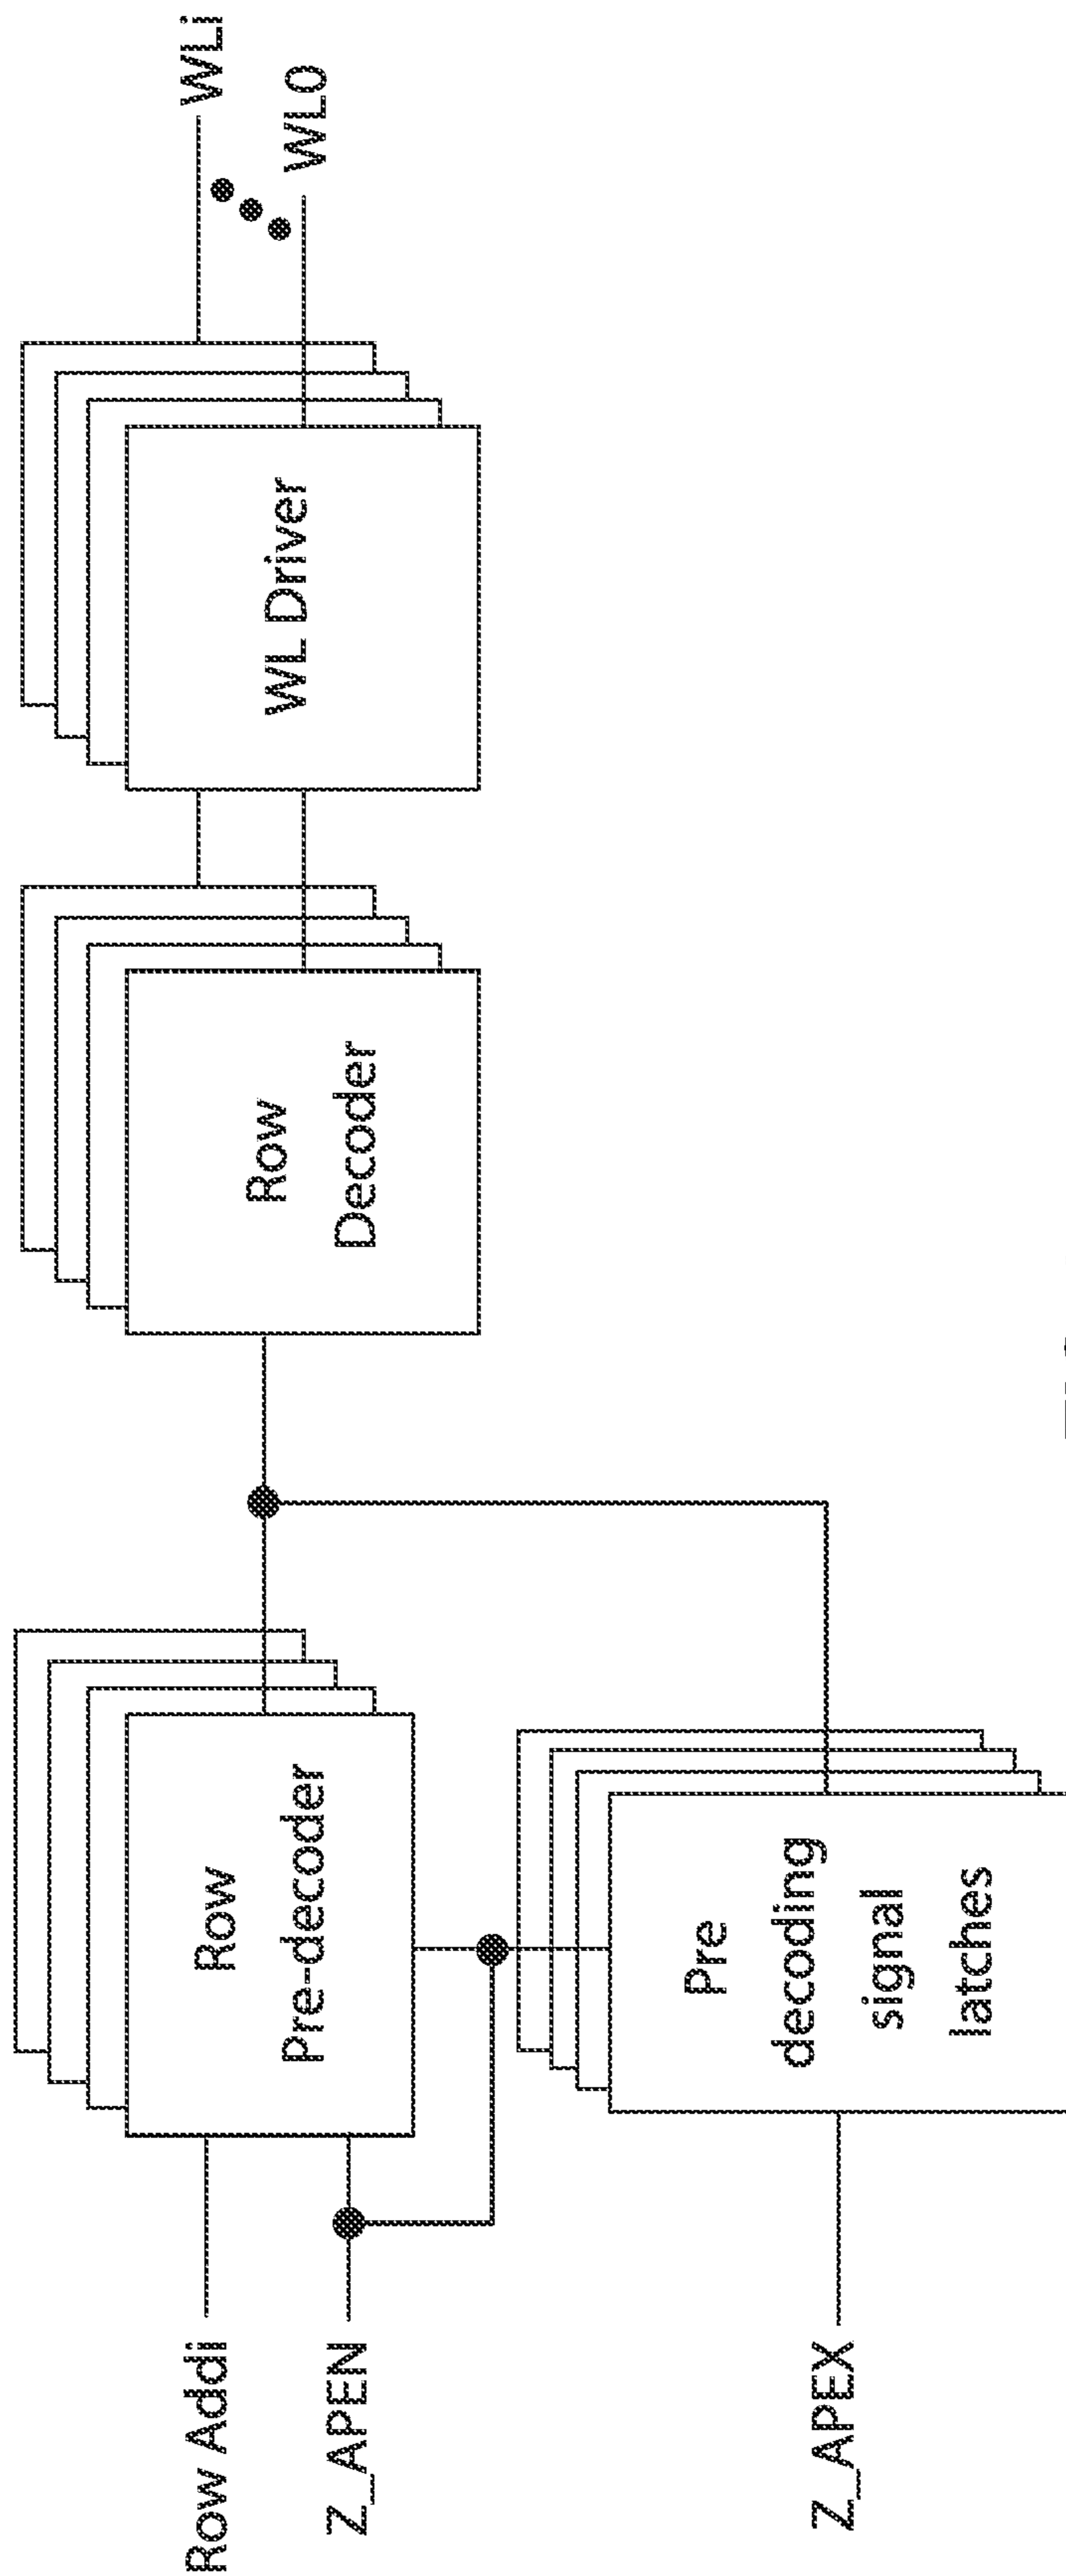 Row Addi
Z_APEN
Z_APEX
Row
Pre-decoder
Pre
decoding
signal
latches
Row
Decoder
WL Driver
WLi
WL0